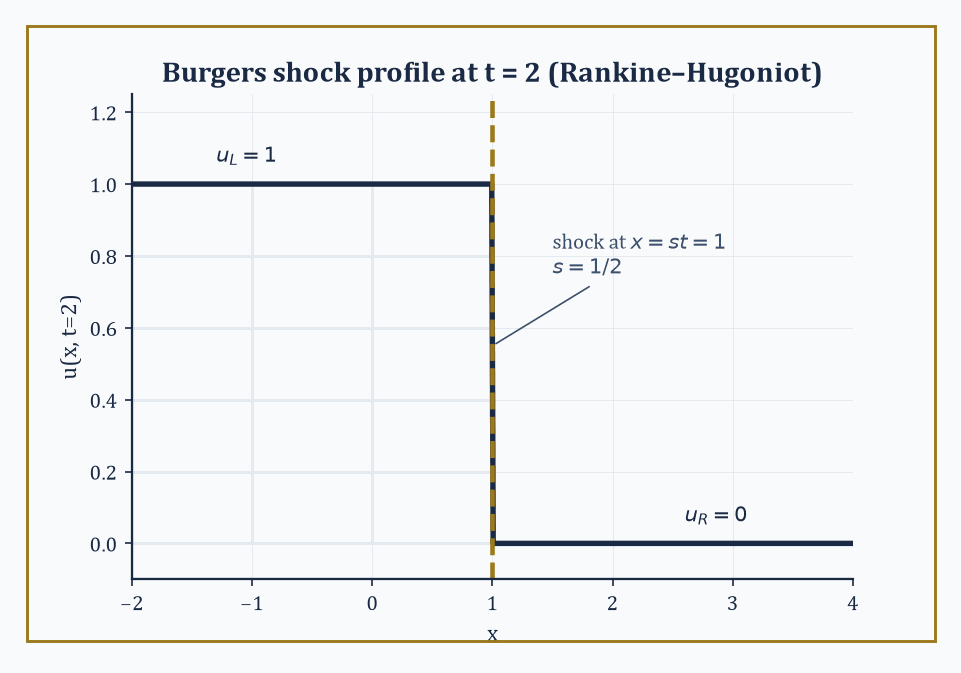 Burgers shock profile at t = 2 (Rankine–Hugoniot)
1.2
1.0
0.8
0.6
0.4
0.2
0.0
u(x, t=2)
u_L = 1
shock at x = st = 1
s = 1/2
u_R = 0
−2
−1
0
1
2
3
4
x